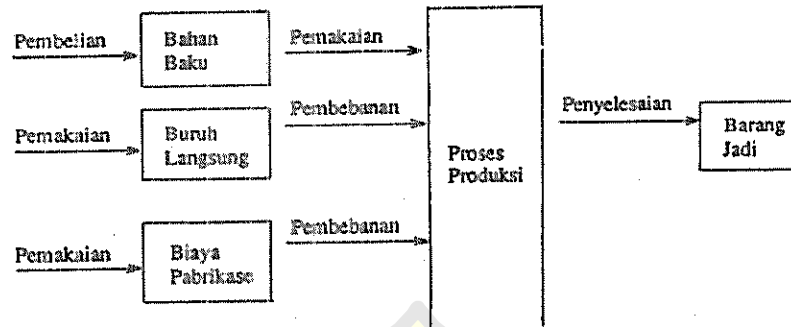 Pembelian
Bahan
Baku
Pemakaian
Pemakaian
Buruh
Langsung
Pembebanan
Pemakaian
Biaya
Pabrikase
Pembebanan
Proses
Produksi
Penyelesaian
Barang
Jadi